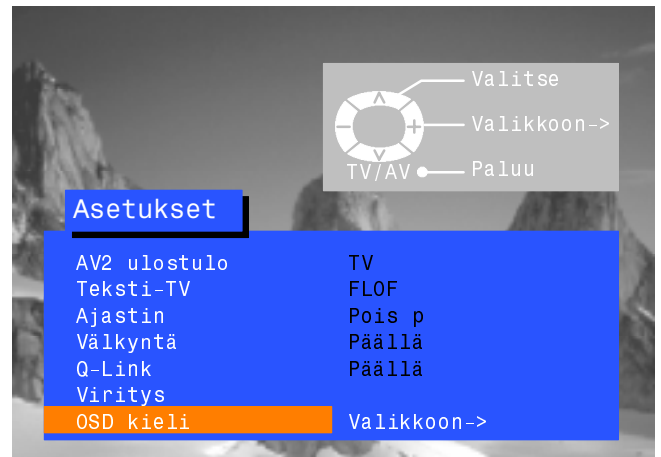 Valitse
Valikkoon->
TV/AV Paluu
Asetukset
AV2 ulostulo TV
Teksti-TV FLOF
Ajastin Pois p
Välkyntä Päällä
Q-Link Päällä
Viritys
OSD kieli Valikkoon->